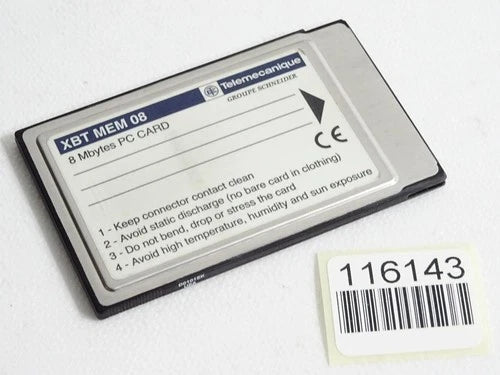 XBT MEM 08
Telemecanique
GROUPE SCHNEIDER
8 Mbytes PC CARD
CE
1 - Keep connector contact clean
2 - Avoid static discharge (no bare card in clothing)
3 - Do not bend, drop or stress the card
4 - Avoid high temperature, humidity and sun exposure
116143